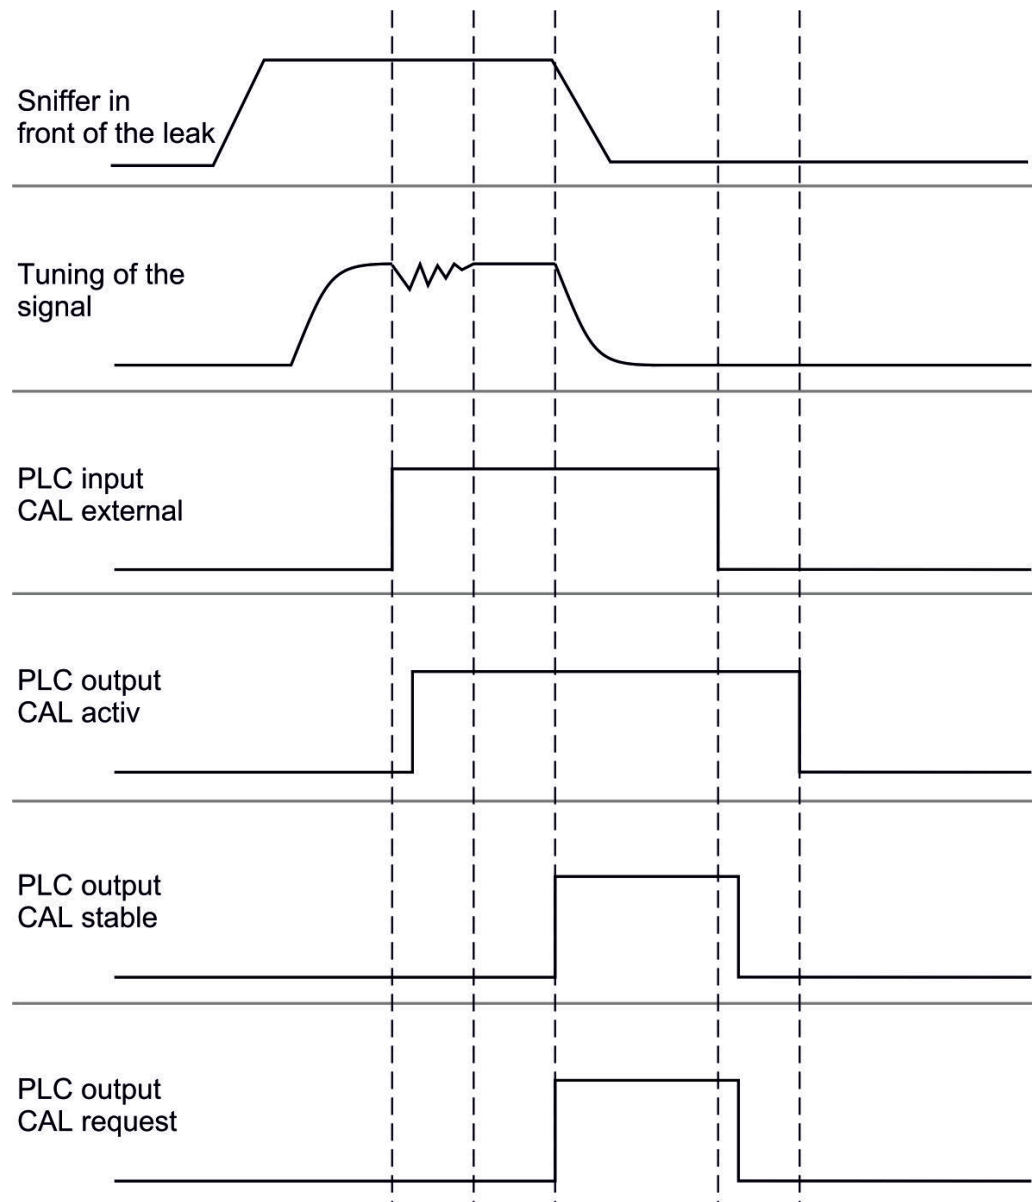 Sniffer in
front of the leak
Tuning of the
signal
PLC input
CAL external
PLC output
CAL activ
PLC output
CAL stable
PLC output
CAL request